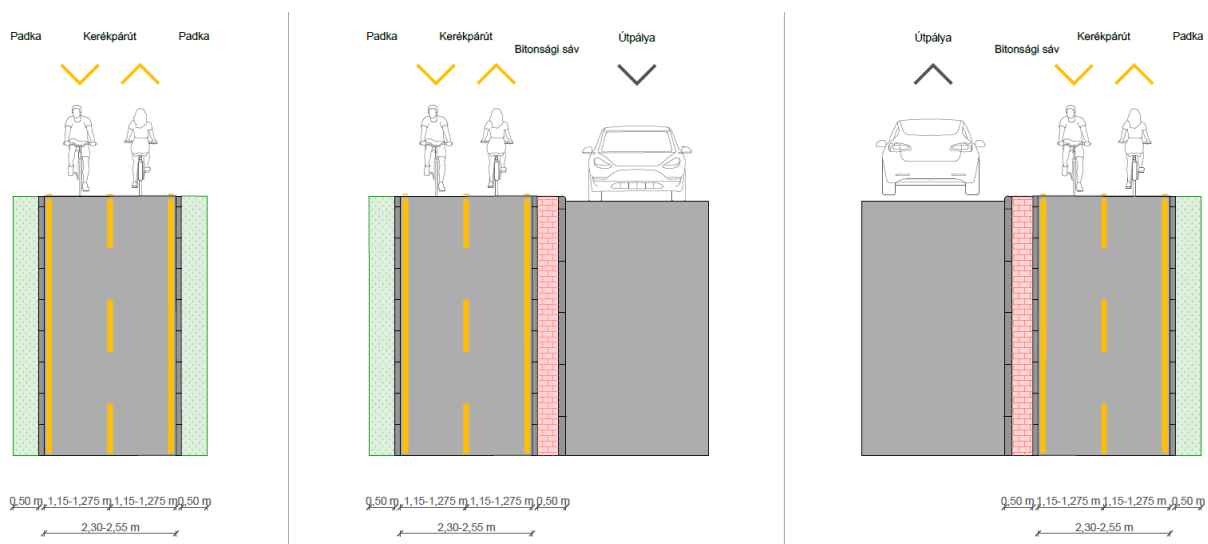 Padka Kerékpárút Padka
0,50 m 1,15-1,275 m 1,15-1,275 m 0,50 m
2,30-2,55 m
Padka Kerékpárút Bitonsági sáv Útpálya
0,50 m 1,15-1,275 m 1,15-1,275 m 0,50 m
2,30-2,55 m
Útpálya Bitonsági sáv Kerékpárút Padka
0,50 m 1,15-1,275 m 1,15-1,275 m 0,50 m
2,30-2,55 m